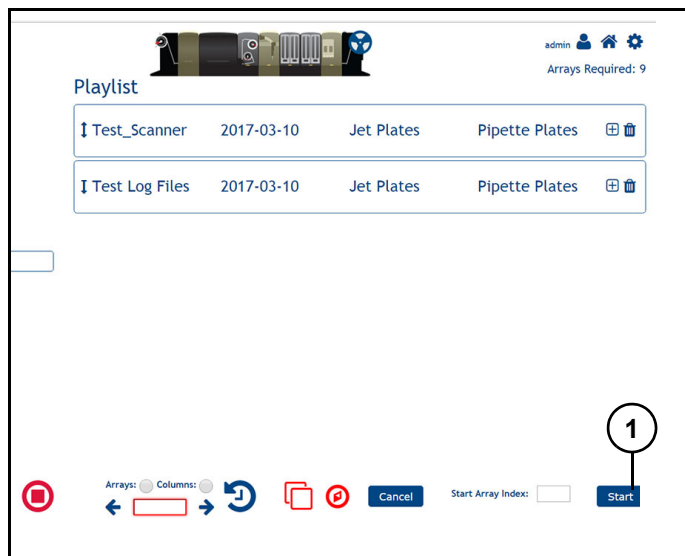 admin
Arrays Required: 9
Playlist
Test_Scanner 2017-03-10 Jet Plates Pipette Plates
Test Log Files 2017-03-10 Jet Plates Pipette Plates
1
Arrays: Columns:
Cancel Start Array Index: Start